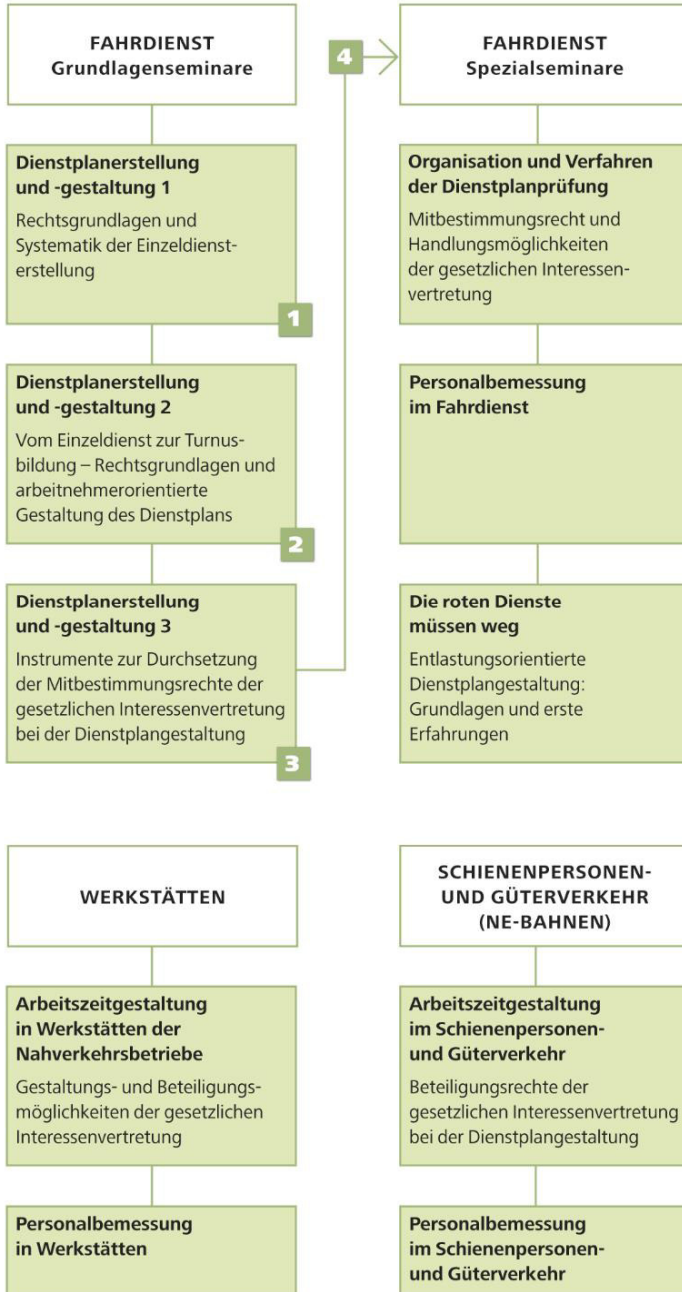 FAHRDIENST
Grundlagenseminare
Dienstplanerstellung
und -gestaltung 1
Rechtsgrundlagen und
Systematik der Einzeldienst-
erstellung
1
Dienstplanerstellung
und -gestaltung 2
Vom Einzeldienst zur Turnus-
bildung – Rechtsgrundlagen und
arbeitnehmerorientierte
Gestaltung des Dienstplans
2
Dienstplanerstellung
und -gestaltung 3
Instrumente zur Durchsetzung
der Mitbestimmungsrechte der
gesetzlichen Interessenvertretung
bei der Dienstplangestaltung
3
4
FAHRDIENST
Spezialseminare
Organisation und Verfahren
der Dienstplanprüfung
Mitbestimmungsrecht und
Handlungsmöglichkeiten
der gesetzlichen Interessen-
vertretung
Personalbemessung
im Fahrdienst
Die roten Dienste
müssen weg
Entlastungsorientierte
Dienstplangestaltung:
Grundlagen und erste
Erfahrungen
WERKSTÄTTEN
Arbeitszeitgestaltung
in Werkstätten der
Nahverkehrsbetriebe
Gestaltungs- und Beteiligungs-
möglichkeiten der gesetzlichen
Interessenvertretung
Personalbemessung
in Werkstätten
SCHIENENPERSONEN-
UND GÜTERVERKEHR
(NE-BAHNEN)
Arbeitszeitgestaltung
im Schienenpersonen-
und Güterverkehr
Beteiligungsrechte der
gesetzlichen Interessenvertretung
bei der Dienstplangestaltung
Personalbemessung
im Schienenpersonen-
und Güterverkehr